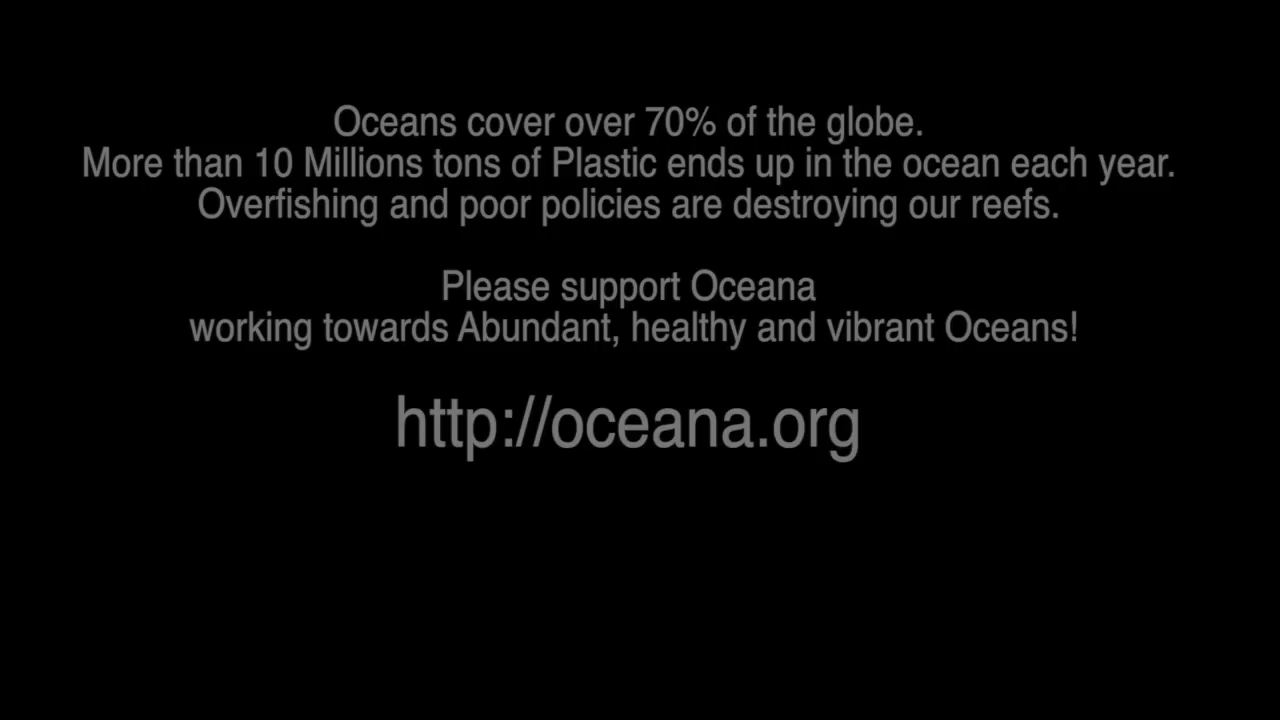 Oceans cover over 70% of the globe.
More than 10 Millions tons of Plastic ends up in the ocean each year.
Overfishing and poor policies are destroying our reefs.
Please support Oceana
working towards Abundant, healthy and vibrant Oceans!
http://oceana.org